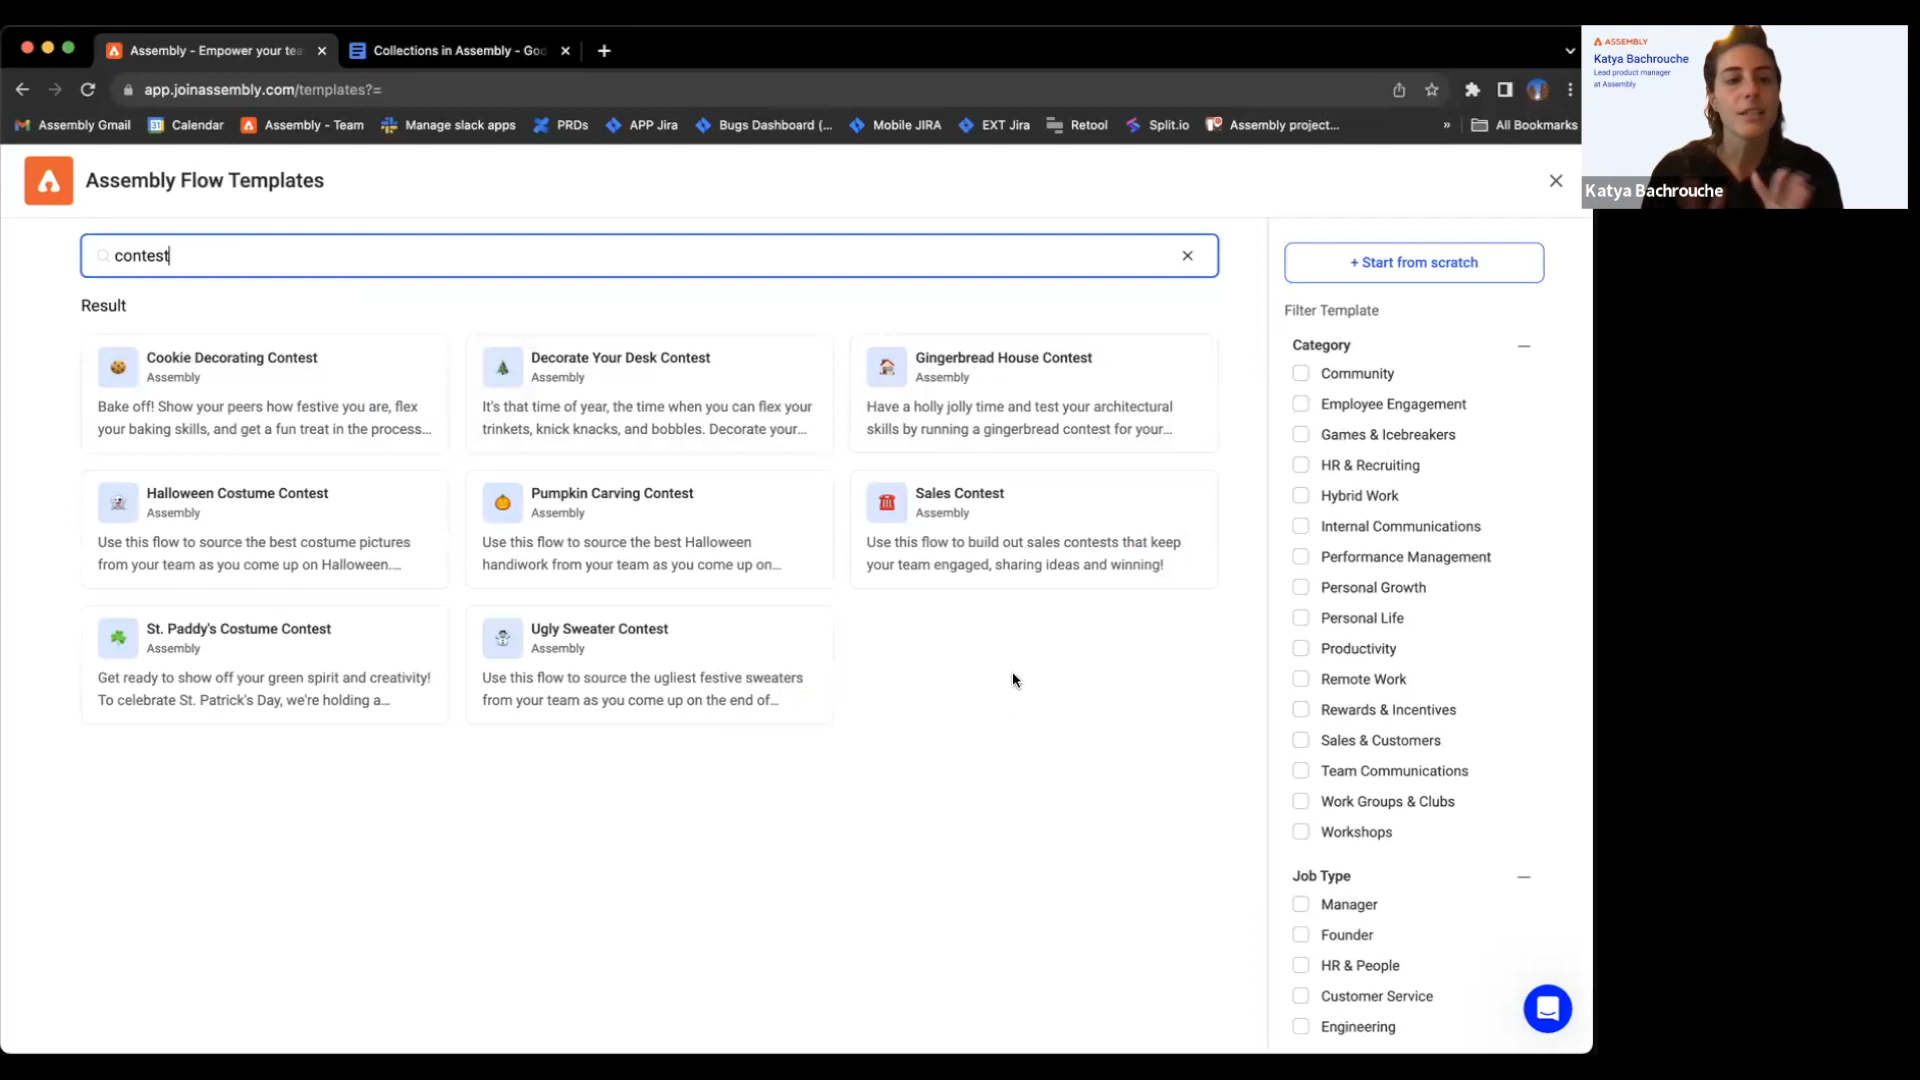 Assembly - Empower your tea
Collections in Assembly - Goo
app.joinassembly.com/templates?=
Assembly Gmail
Calendar
Assembly - Team
Manage slack apps
PRDs
APP Jira
Bugs Dashboard (...
Mobile JIRA
EXT Jira
Retool
Split.io
Assembly project...
»
All Bookmarks
ASSEMBLY
Katya Bachrouche
Lead product manager
at Assembly
Katya Bachrouche
Assembly Flow Templates
contest
Result
Cookie Decorating Contest
Assembly
Bake off! Show your peers how festive you are, flex
your baking skills, and get a fun treat in the process...
Decorate Your Desk Contest
Assembly
It's that time of year, the time when you can flex your
trinkets, knick knacks, and bobbles. Decorate your...
Gingerbread House Contest
Assembly
Have a holly jolly time and test your architectural
skills by running a gingerbread contest for your...
Halloween Costume Contest
Assembly
Use this flow to source the best costume pictures
from your team as you come up on Halloween....
Pumpkin Carving Contest
Assembly
Use this flow to source the best Halloween
handiwork from your team as you come up on...
Sales Contest
Assembly
Use this flow to build out sales contests that keep
your team engaged, sharing ideas and winning!
St. Paddy's Costume Contest
Assembly
Get ready to show off your green spirit and creativity!
To celebrate St. Patrick's Day, we're holding a...
Ugly Sweater Contest
Assembly
Use this flow to source the ugliest festive sweaters
from your team as you come up on the end of...
+ Start from scratch
Filter Template
Category
Community
Employee Engagement
Games & Icebreakers
HR & Recruiting
Hybrid Work
Internal Communications
Performance Management
Personal Growth
Personal Life
Productivity
Remote Work
Rewards & Incentives
Sales & Customers
Team Communications
Work Groups & Clubs
Workshops
Job Type
Manager
Founder
HR & People
Customer Service
Engineering